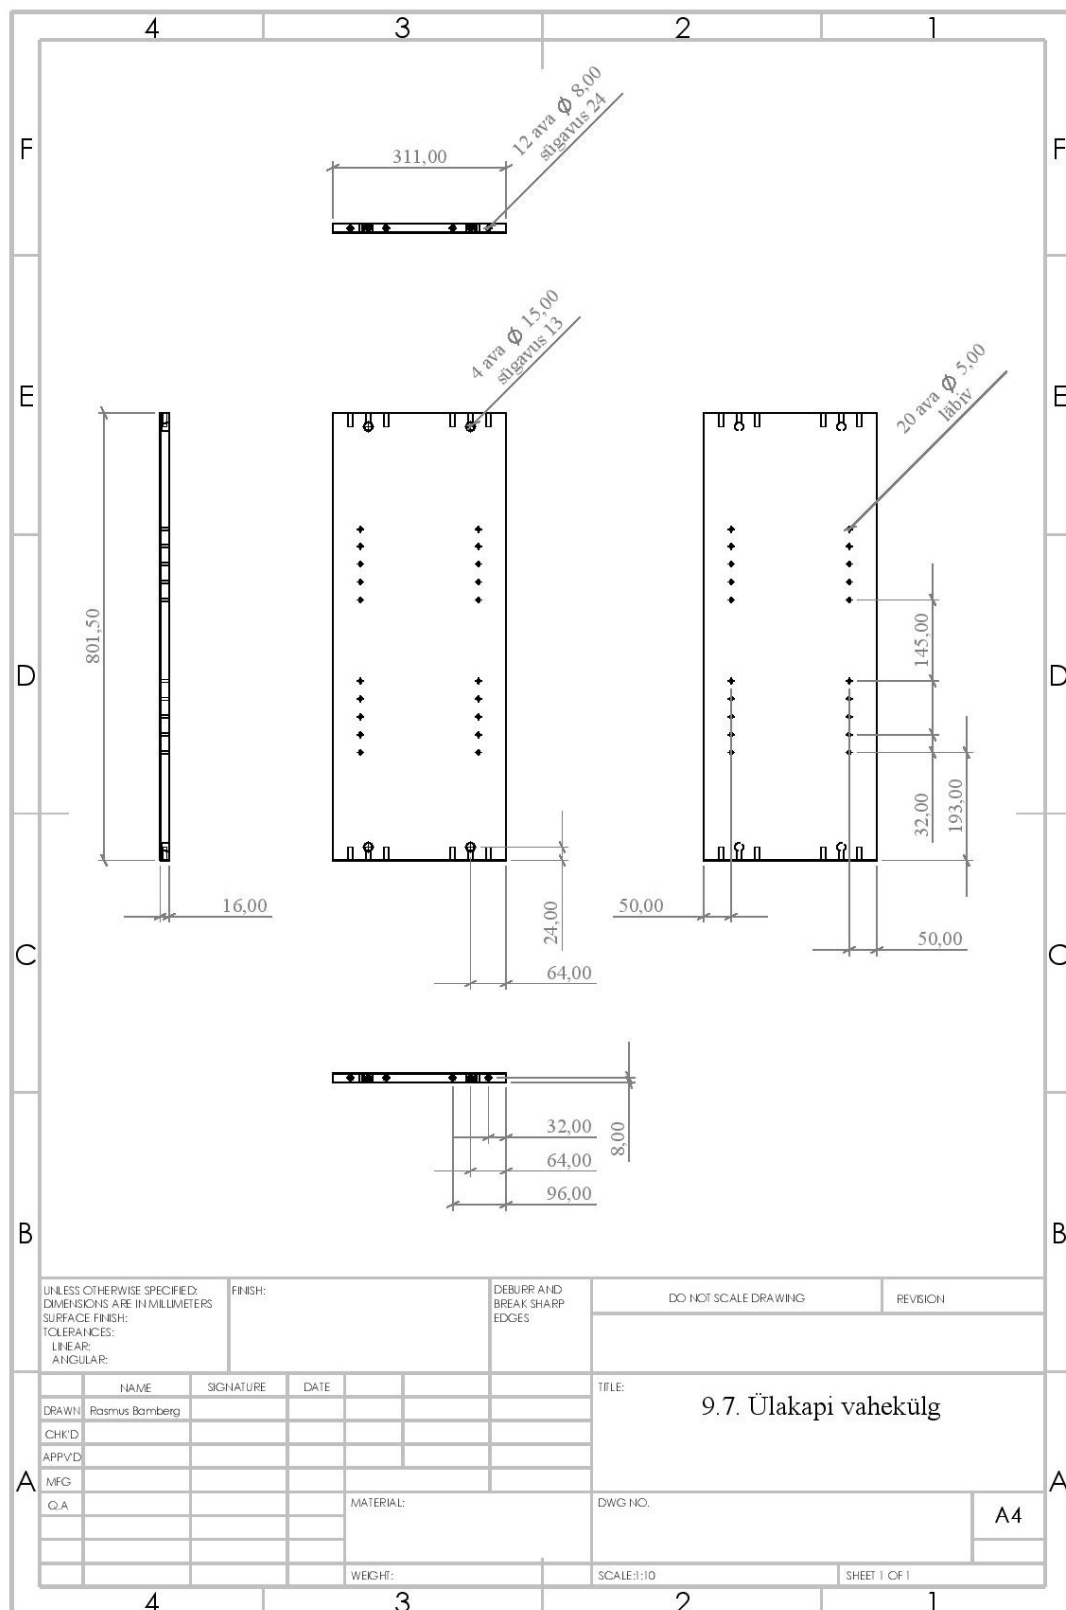 4 3 2 1
F F
12 ava Ø 8,00
sügavus 24
311,00
4 ava Ø 15,00
sügavus 13
20 ava Ø 5,00
läbiv
E E
801,50
145,00
D D
32,00
193,00
16,00
24,00
50,00
50,00
C C
64,00
32,00
8,00
64,00
96,00
B B
UNLESS OTHERWISE SPECIFIED:
DIMENSIONS ARE IN MILLIMETERS
SURFACE FINISH:
TOLERANCES:
LINEAR:
ANGULAR:
FINISH:
DEBURR AND
BREAK SHARP
EDGES
DO NOT SCALE DRAWING
REVISION
NAME SIGNATURE DATE
DRAWN Rasmus Bamberg
CHK'D
APPV'D
MFG
Q.A
TITLE:
9.7. Ülakapi vahekülg
A A
MATERIAL:
DWG NO.
A4
WEIGHT:
SCALE:1:10
SHEET 1 OF 1
4 3 2 1